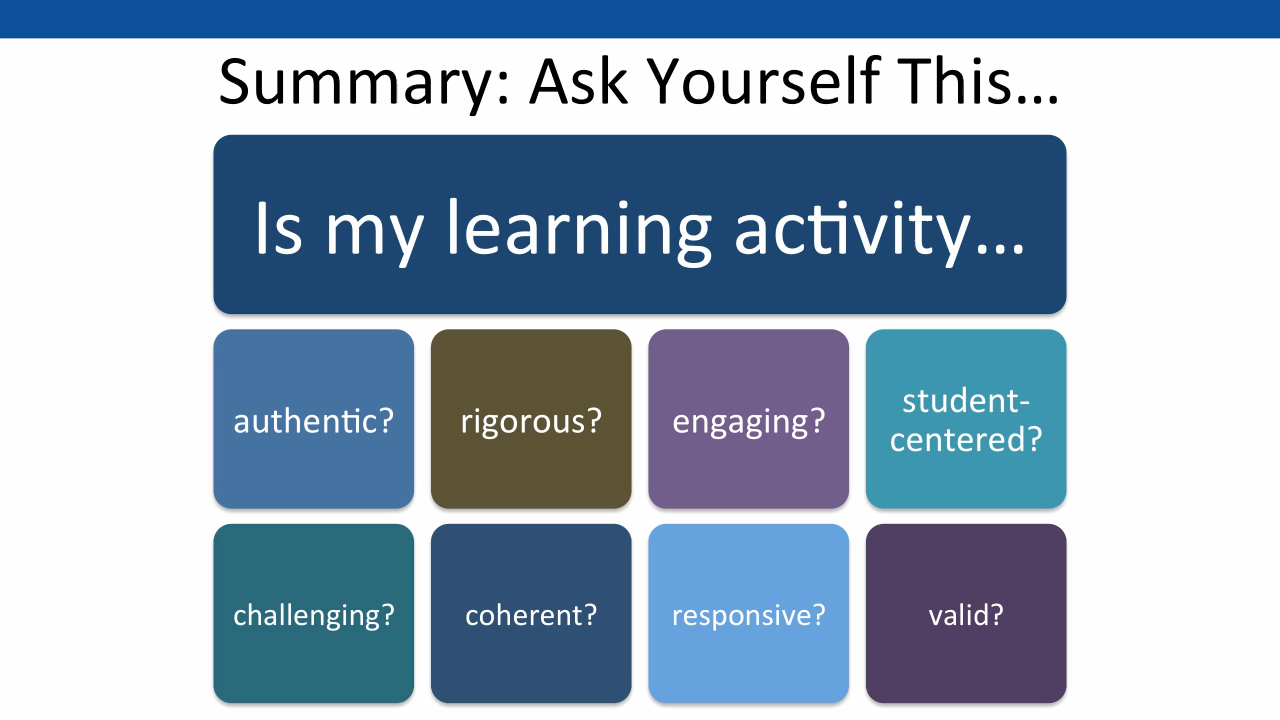 Summary: Ask Yourself This...
Is my learning activity...
authentic?
rigorous?
engaging?
student-
centered?
challenging?
coherent?
responsive?
valid?